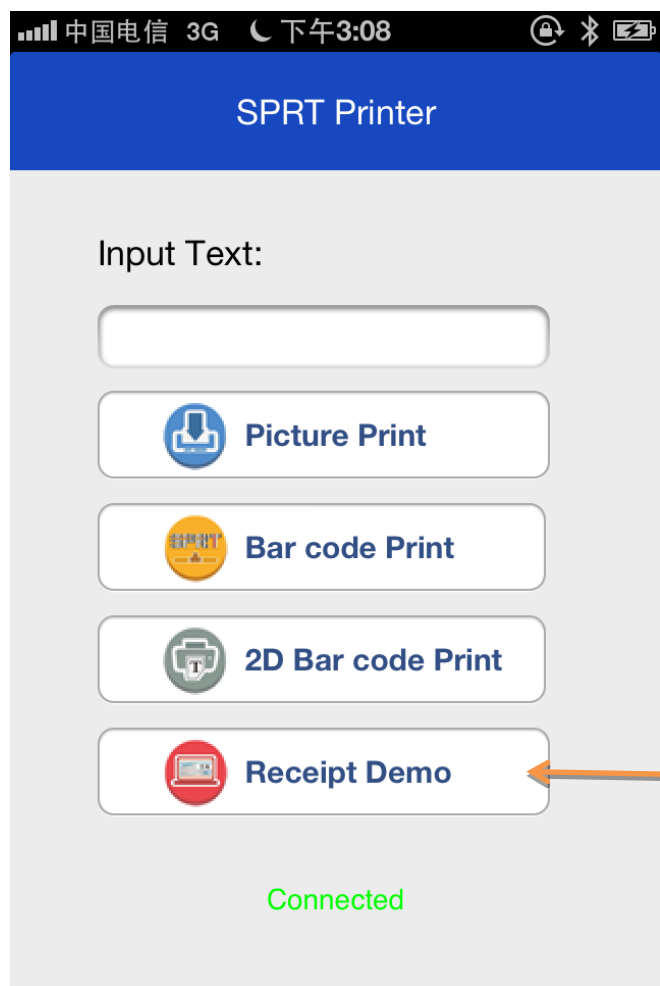 中国电信 3G 下午3:08
SPRT Printer
Input Text:
Picture Print
SPRT
Bar code Print
T
2D Bar code Print
Receipt Demo
Connected